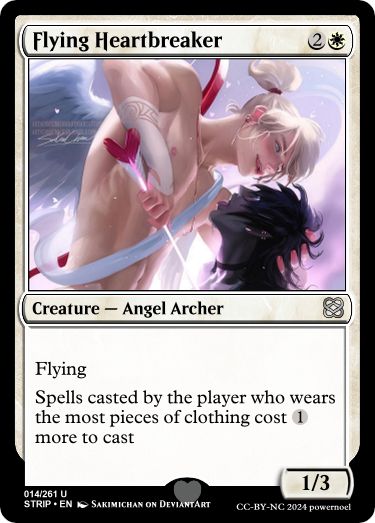 Flying Heartbreaker 2
Creature — Angel Archer
Flying
Spells casted by the player who wears
the most pieces of clothing cost 1
more to cast
1/3
014/261 U
STRIP • EN Sakimichan on DeviantArt
CC-BY-NC 2024 powernoel